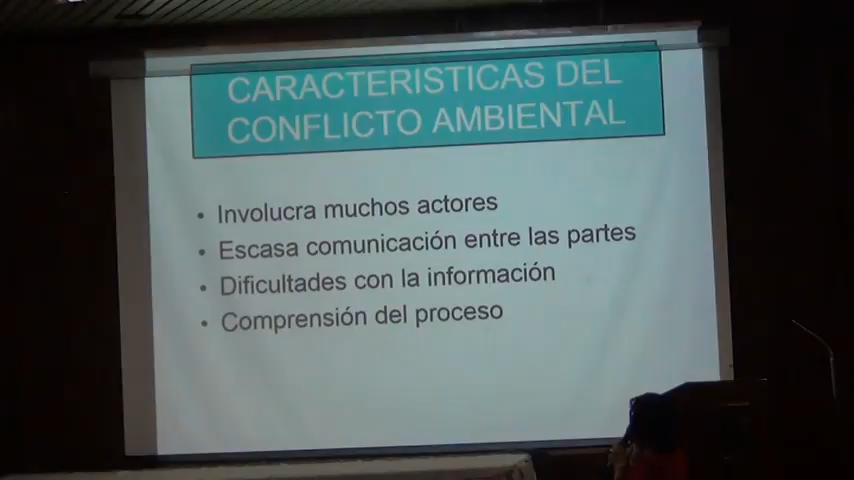 CARACTERISTICAS DEL
CONFLICTO AMBIENTAL
• Involucra muchos actores
• Escasa comunicación entre las partes
• Dificultades con la información
• Comprensión del proceso